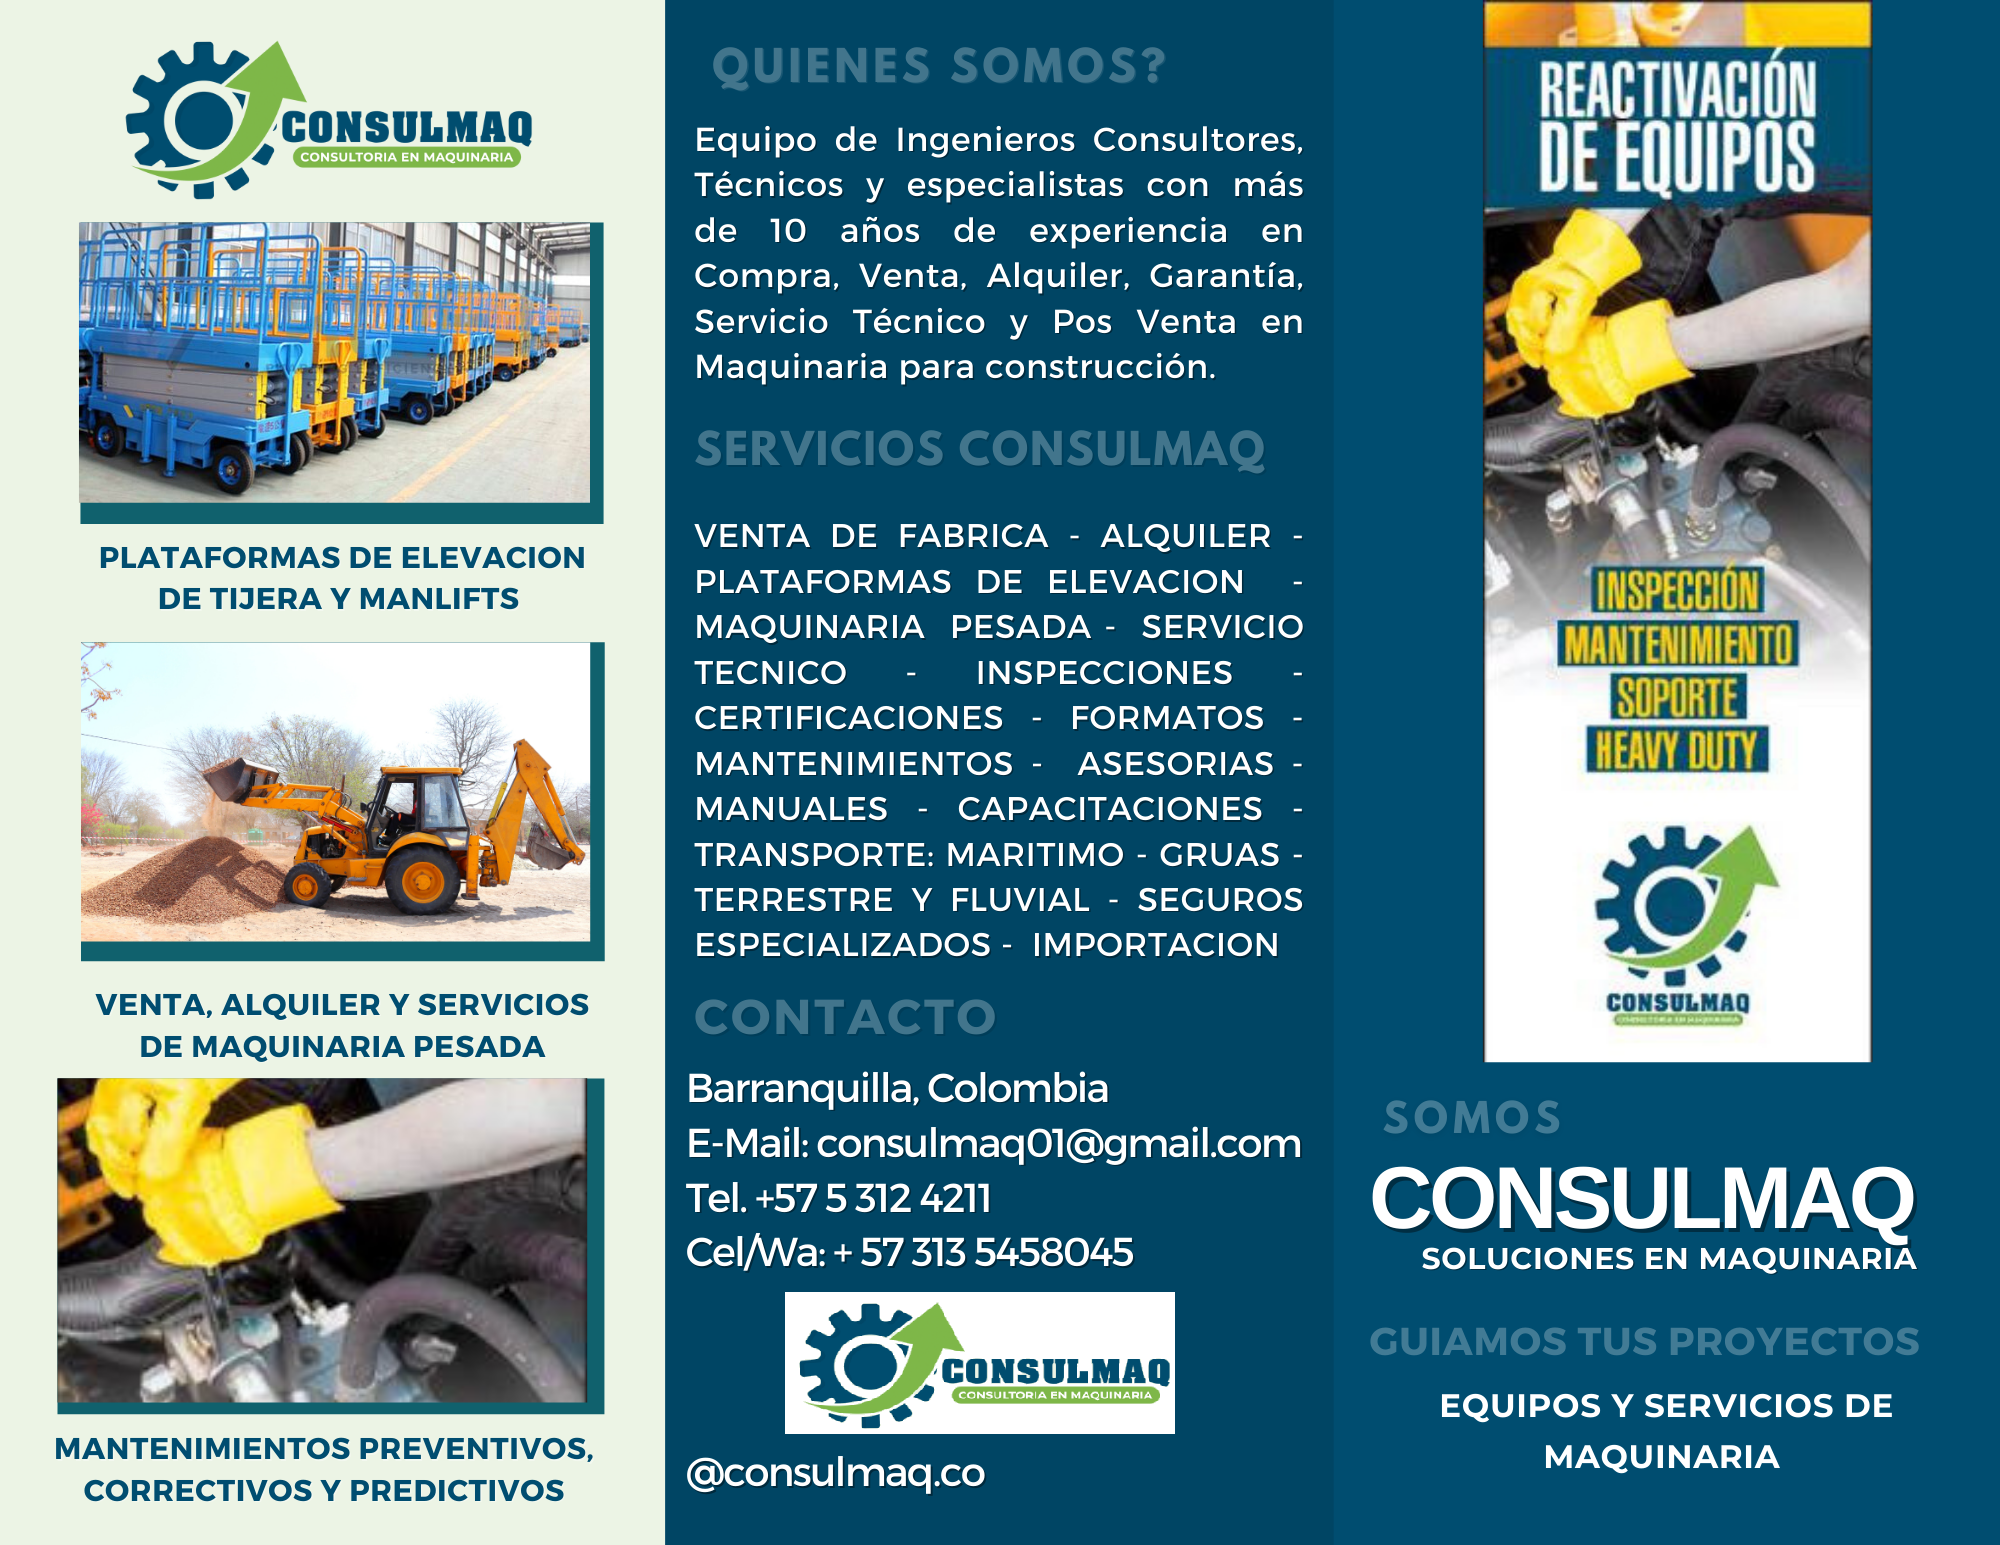 CONSULMAQ
CONSULTORIA EN MAQUINARIA
PLATAFORMAS DE ELEVACION
DE TIJERA Y MANLIFTS
VENTA, ALQUILER Y SERVICIOS
DE MAQUINARIA PESADA
MANTENIMIENTOS PREVENTIVOS,
CORRECTIVOS Y PREDICTIVOS
QUIENES SOMOS?
Equipo de Ingenieros Consultores,
Técnicos y especialistas con más
de 10 años de experiencia en
Compra, Venta, Alquiler, Garantía,
Servicio Técnico y Pos Venta en
Maquinaria para construcción.
SERVICIOS CONSULMAQ
VENTA DE FABRICA - ALQUILER -
PLATAFORMAS DE ELEVACION -
MAQUINARIA PESADA - SERVICIO
TECNICO - INSPECCIONES -
CERTIFICACIONES - FORMATOS -
MANTENIMIENTOS - ASESORIAS -
MANUALES - CAPACITACIONES -
TRANSPORTE: MARITIMO - GRUAS -
TERRESTRE Y FLUVIAL - SEGUROS
ESPECIALIZADOS - IMPORTACION
CONTACTO
Barranquilla, Colombia
E-Mail: consulmaq01@gmail.com
Tel. +57 5 312 4211
Cel/Wa: + 57 313 5458045
CONSULMAQ
CONSULTORIA EN MAQUINARIA
@consulmaq.co
REACTIVACIÓN
DE EQUIPOS
INSPECCIÓN
MANTENIMIENTO
SOPORTE
HEAVY DUTY
CONSULMAQ
CONSULTORIA EN MAQUINARIA
SOMOS
CONSULMAQ
SOLUCIONES EN MAQUINARIA
GUIAMOS TUS PROYECTOS
EQUIPOS Y SERVICIOS DE
MAQUINARIA